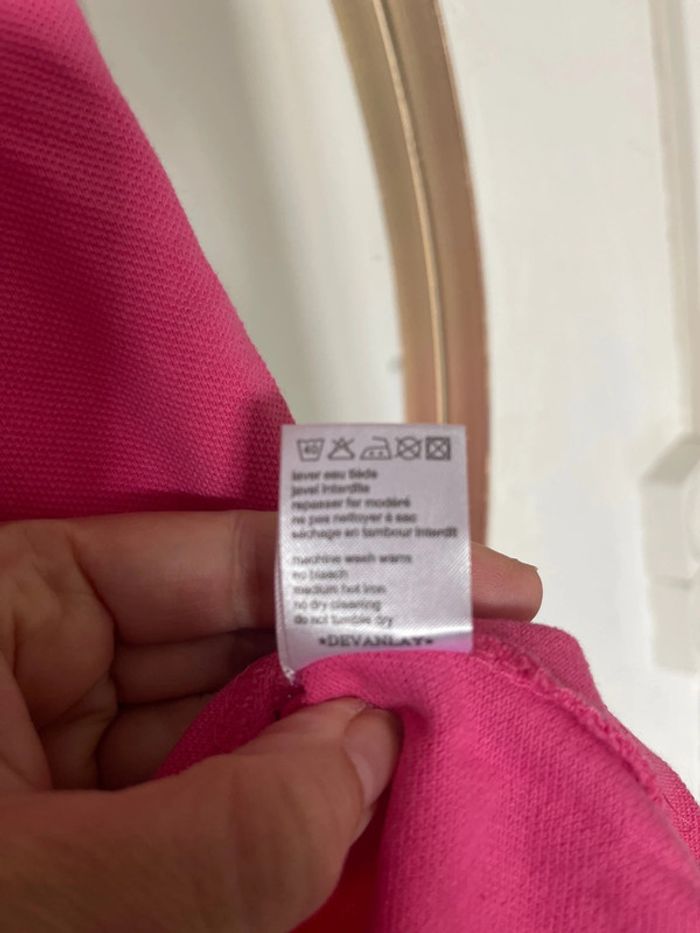 40
laver eau tiède
javel interdite
repasser fer modéré
ne pas nettoyer à sec
séchage en tambour interdit
machine wash warm
no bleach
medium hot iron
no dry cleaning
do not tumble dry
★DEVANLAY★